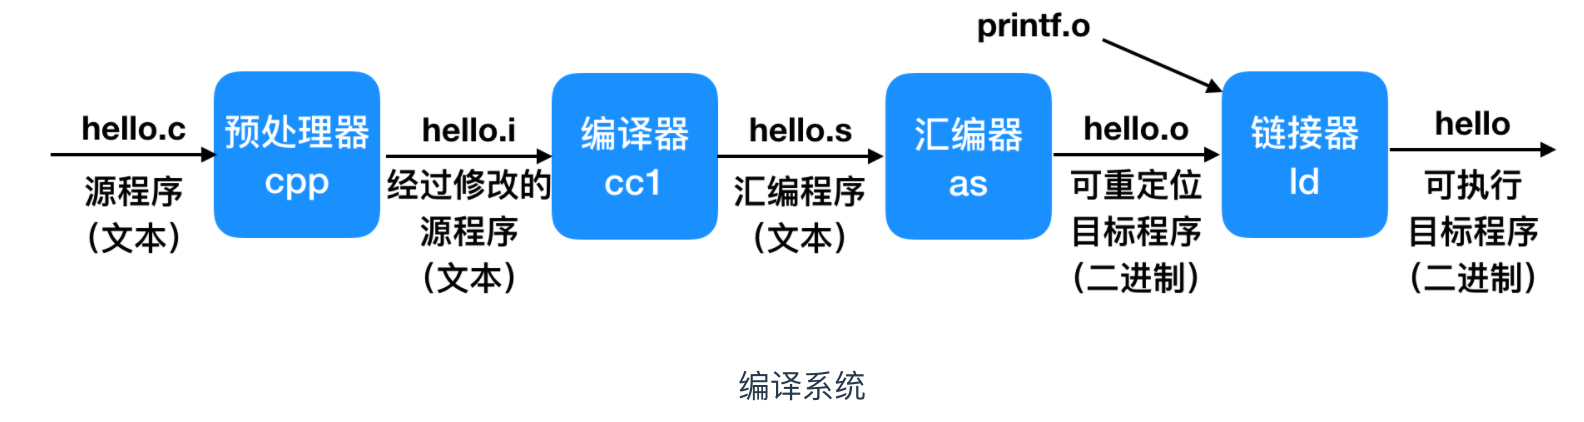 printf.o
hello.c
源程序
（文本）
预处理器
cpp
hello.i
经过修改的
源程序
（文本）
编译器
cc1
hello.s
汇编程序
（文本）
汇编器
as
hello.o
可重定位
目标程序
（二进制）
链接器
ld
hello
可执行
目标程序
（二进制）
编译系统